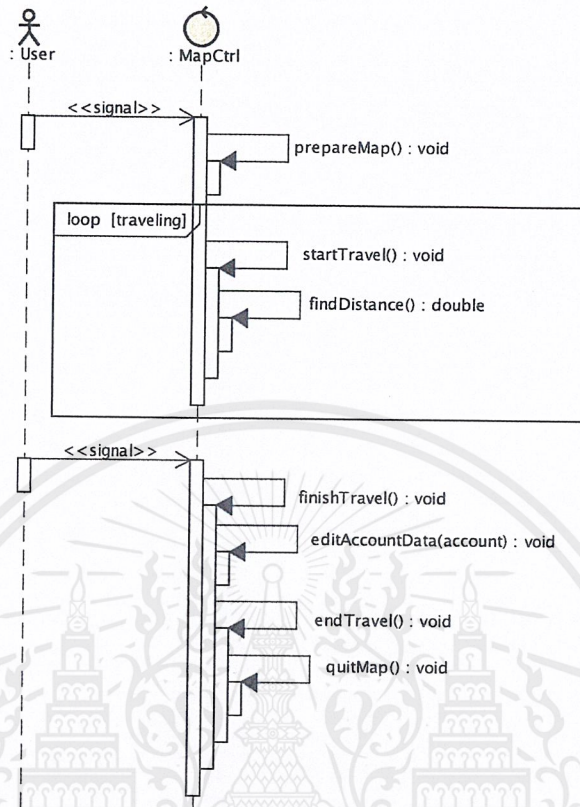 : User
: MapCtrl
<<signal>>
prepareMap() : void
loop [traveling]
startTravel() : void
findDistance() : double
<<signal>>
finishTravel() : void
editAccountData(account) : void
endTravel() : void
quitMap() : void